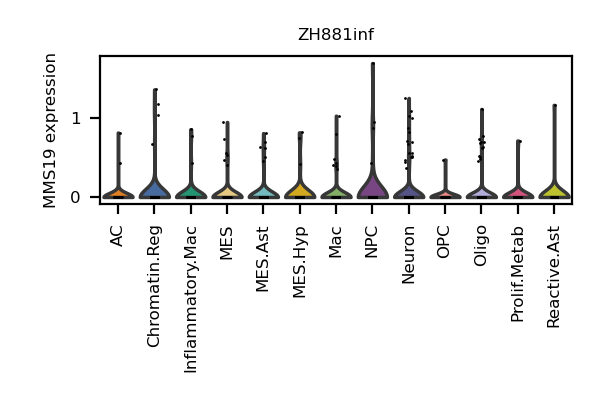 ZH881inf
MMS19 expression
1
0
AC
Chromatin.Reg
Inflammatory.Mac
MES
MES.Ast
MES.Hyp
Mac
NPC
Neuron
OPC
Oligo
Prolif.Metab
Reactive.Ast